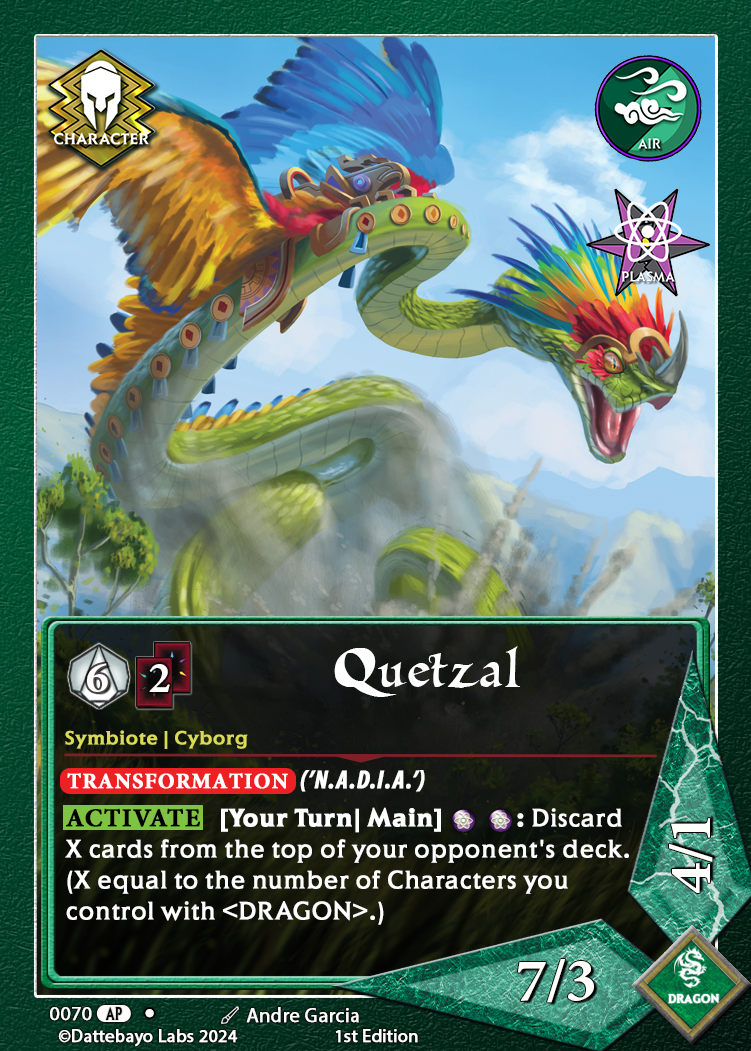 CHARACTER
AIR
PLASMA
6
2
Quetzal
Symbiote | Cyborg
TRANSFORMATION ('N.A.D.I.A.')
ACTIVATE [Your Turn| Main] : Discard
X cards from the top of your opponent's deck.
(X equal to the number of Characters you
control with <DRAGON>.)
4/1
7/3
DRAGON
0070 AP • Andre Garcia
©Dattebayo Labs 2024 1st Edition